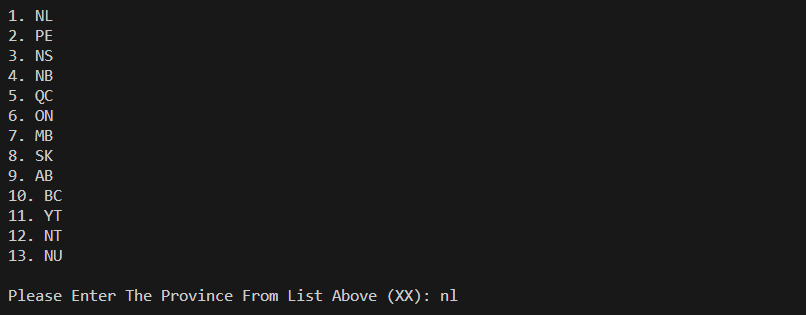 1. NL
2. PE
3. NS
4. NB
5. QC
6. ON
7. MB
8. SK
9. AB
10. BC
11. YT
12. NT
13. NU
Please Enter The Province From List Above (XX): nl